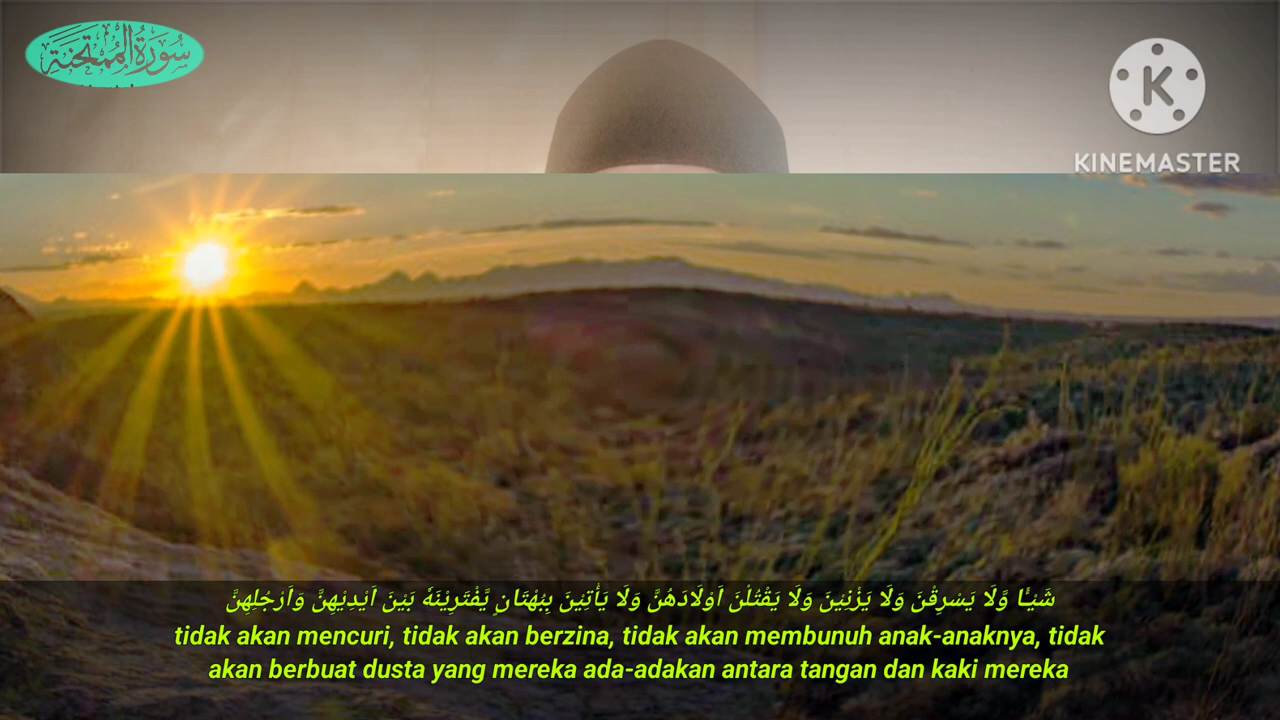 سُورَةُ الْمُمْتَحَنَةِ
K
KINEMASTER
شَيْـًٔا وَّلَا يَسْرِقْنَ وَلَا يَزْنِيْنَ وَلَا يَقْتُلْنَ اَوْلَادَهُنَّ وَلَا يَأْتِيْنَ بِبُهْتَانٍ يَّفْتَرِيْنَهٗ بَيْنَ اَيْدِيْهِنَّ وَاَرْجُلِهِنَّ
tidak akan mencuri, tidak akan berzina, tidak akan membunuh anak-anaknya, tidak
akan berbuat dusta yang mereka ada-adakan antara tangan dan kaki mereka